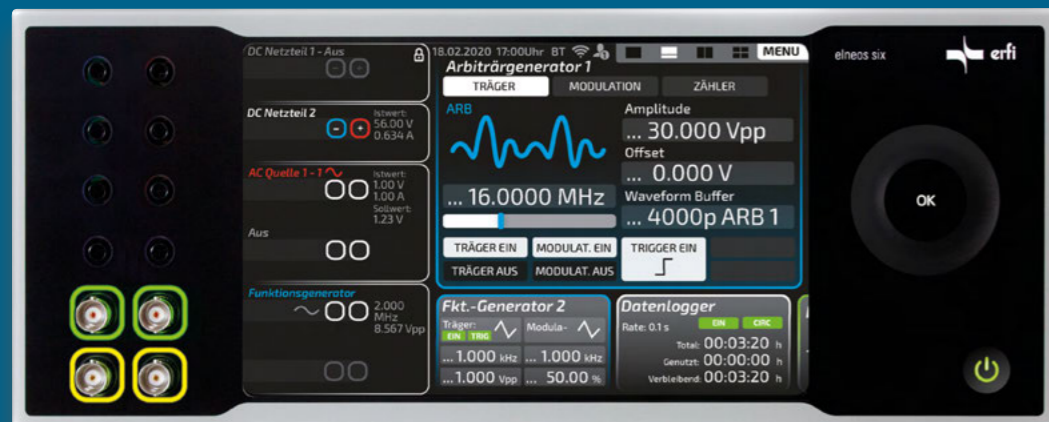 DC Netzteil 1 - Aus
DC Netzteil 2
Istwert:
56.00 V
0.634 A
AC Quelle 1 - 1
Istwert:
1.00 V
1.00 A
Sollwert:
1.23 V
Aus
Funktionsgenerator
2.000
MHz
8.567 Vpp
18.02.2020 17:00Uhr BT
MENU
Arbiträrgenerator 1
TRÄGER MODULATION ZÄHLER
ARB
Amplitude
... 30.000 Vpp
Offset
... 0.000 V
... 16.0000 MHz
Waveform Buffer
... 4000p ARB 1
TRÄGER EIN MODULAT. EIN TRIGGER EIN
TRÄGER AUS MODULAT. AUS
Fkt.-Generator 2
Träger: Modula-
EIN TRIG
... 1.000 kHz ... 1.000 kHz
... 1.000 Vpp ... 50.00 %
Datenlogger
Rate: 0.1 s EIN CIRC
Total: 00:03:20 h
Genutzt: 00:00:00 h
Verbleibend: 00:03:20 h
elneos six
erfi
OK